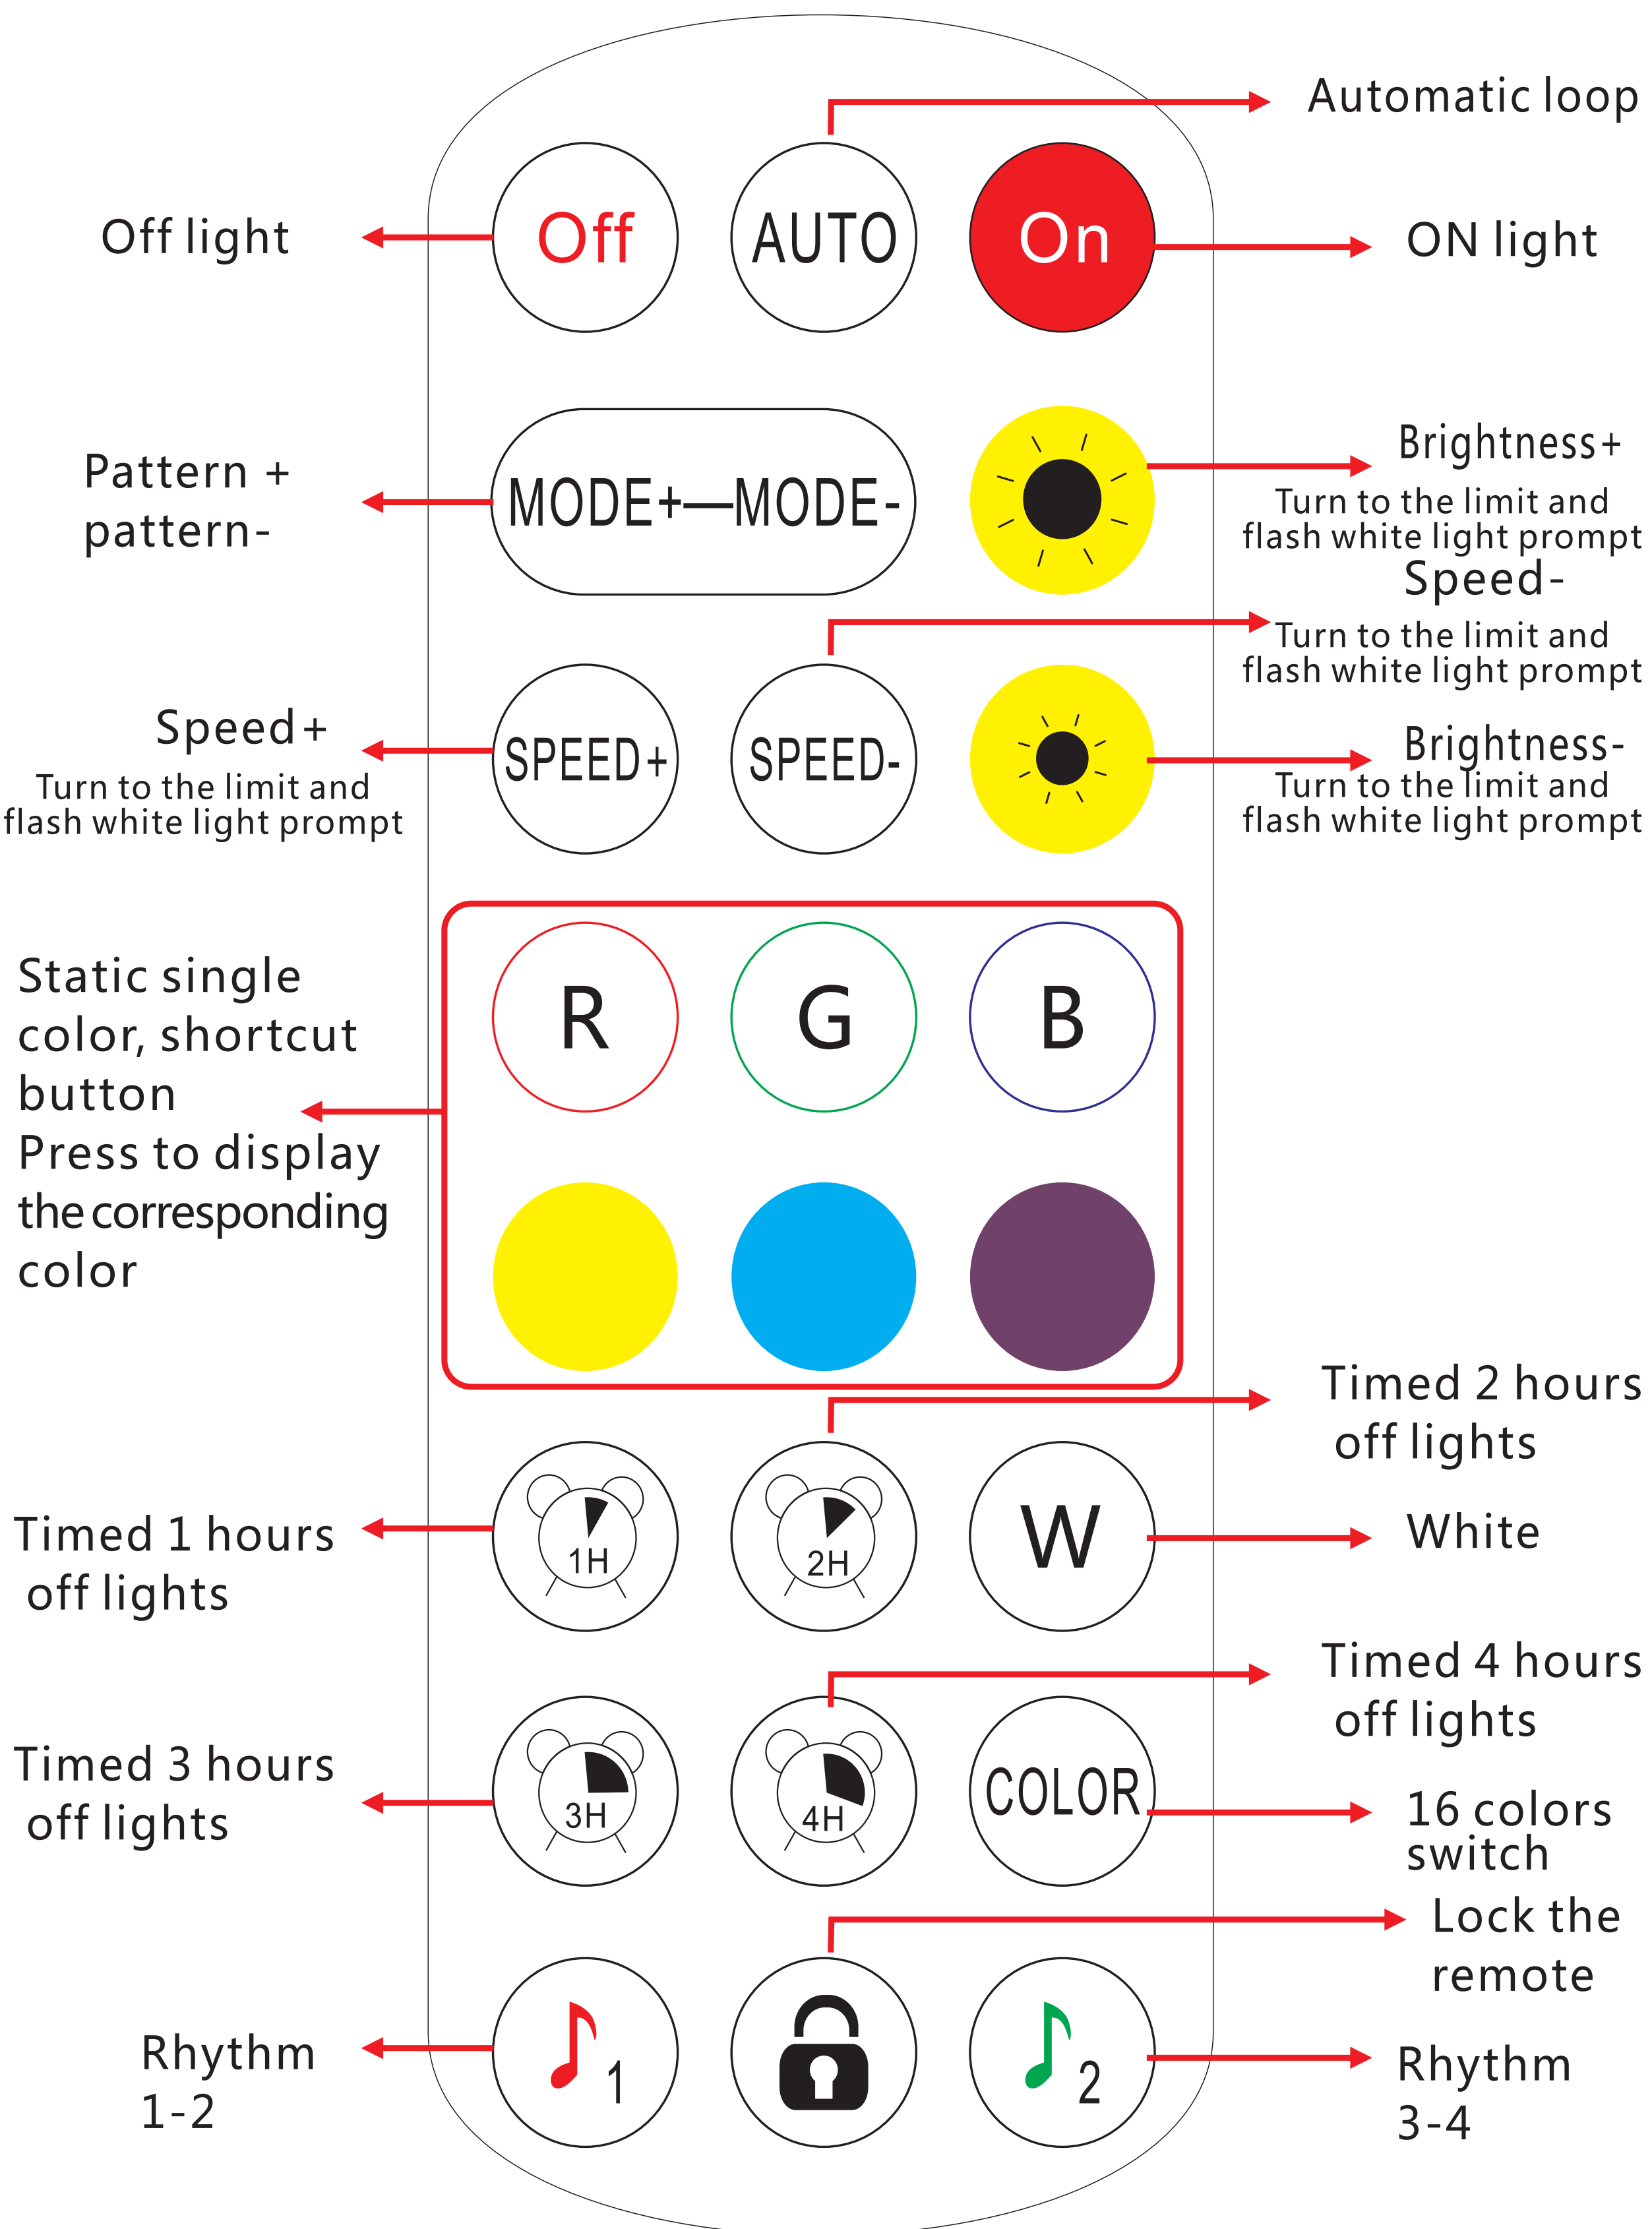 Automatic loop
Off light
Off
AUTO
On
ON light
Pattern +
pattern-
MODE+—MODE-
Brightness+
Turn to the limit and
flash white light prompt
Speed-
Turn to the limit and
flash white light prompt
Speed+
Turn to the limit and
flash white light prompt
SPEED+
SPEED-
Brightness-
Turn to the limit and
flash white light prompt
Static single
color, shortcut
button
Press to display
the corresponding
color
R
G
B
Timed 2 hours
off lights
Timed 1 hours
off lights
1H
2H
W
White
Timed 4 hours
off lights
Timed 3 hours
off lights
3H
4H
COLOR
16 colors
switch
Lock the
remote
Rhythm
1-2
1
2
Rhythm
3-4